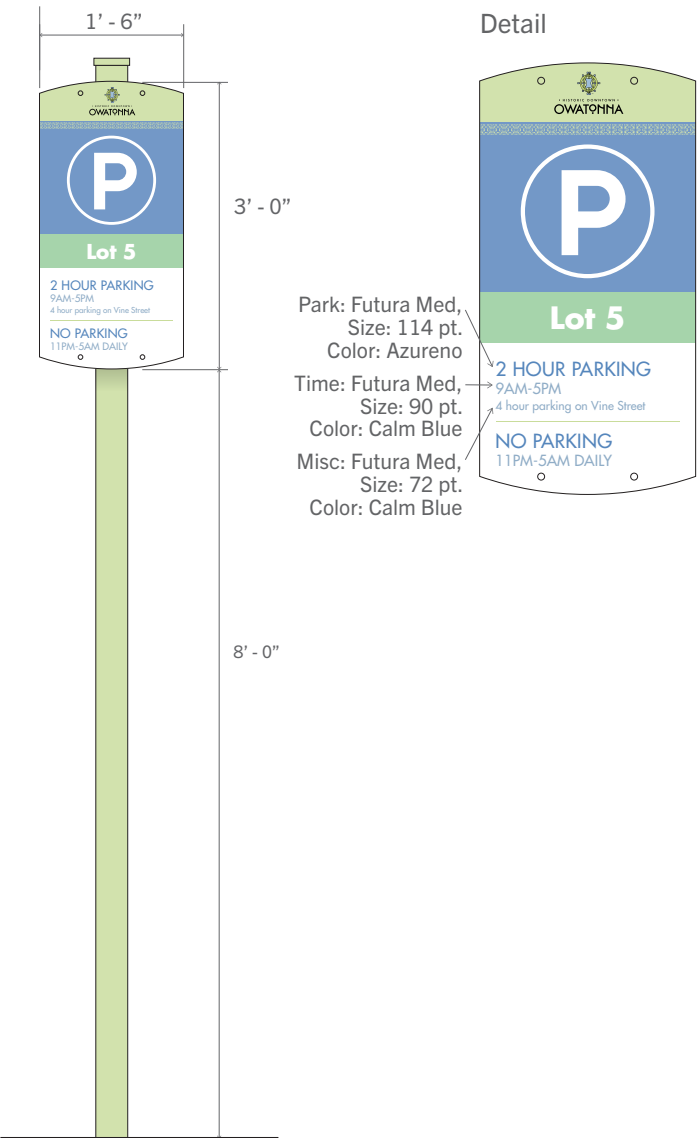 1’ - 6”
Detail
• HISTORIC DOWNTOWN •
OWATONNA
P
Lot 5
2 HOUR PARKING
9AM-5PM
4 hour parking on Vine Street
NO PARKING
11PM-5AM DAILY
3’ - 0”
8’ - 0”
• HISTORIC DOWNTOWN •
OWATONNA
P
Lot 5
2 HOUR PARKING
9AM-5PM
4 hour parking on Vine Street
NO PARKING
11PM-5AM DAILY
Park: Futura Med,
Size: 114 pt.
Color: Azureno
Time: Futura Med,
Size: 90 pt.
Color: Calm Blue
Misc: Futura Med,
Size: 72 pt.
Color: Calm Blue